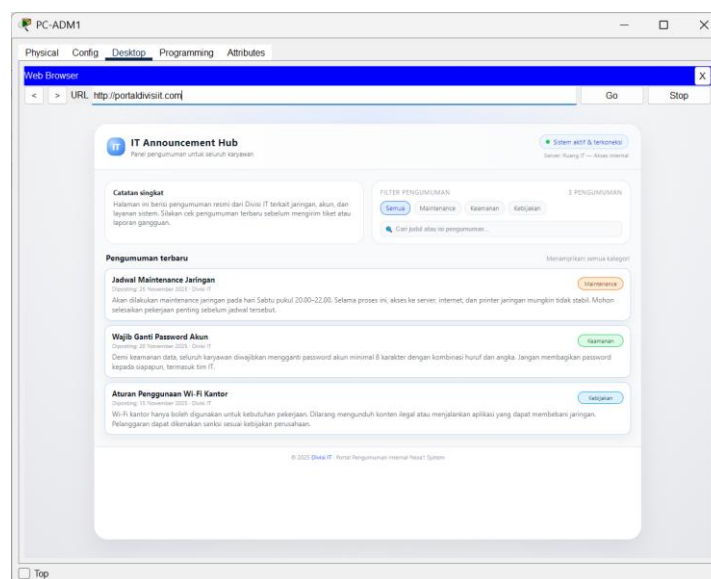 PC-ADM1
Physical Config Desktop Programming Attributes
Web Browser X
< > URL http://portaldivisiit.com Go Stop
IT IT Announcement Hub
Panel pengumuman untuk seluruh karyawan
Sistem aktif & terkoneksi
Server: Ruang IT — Akses internal
Catatan singkat
Halaman ini berisi pengumuman resmi dari Divisi IT terkait jaringan, akun, dan
layanan sistem. Silakan cek pengumuman terbaru sebelum mengirim tiket atau
laporan gangguan.
FILTER PENGUMUMAN 3 PENGUMUMAN
Semua Maintenance Keamanan Kebijakan
Cari judul atau isi pengumuman...
Pengumuman terbaru Menampilkan semua kategori
Jadwal Maintenance Jaringan Maintenance
Diposting: 25 November 2025 · Divisi IT
Akan dilakukan maintenance jaringan pada hari Sabtu pukul 20.00–22.00. Selama proses ini, akses ke server, internet, dan printer jaringan mungkin tidak stabil. Mohon
selesaikan pekerjaan penting sebelum jadwal tersebut.
Wajib Ganti Password Akun Keamanan
Diposting: 20 November 2025 · Divisi IT
Demi keamanan data, seluruh karyawan diwajibkan mengganti password akun minimal 8 karakter dengan kombinasi huruf dan angka. Jangan membagikan password
kepada siapapun, termasuk tim IT.
Aturan Penggunaan Wi-Fi Kantor Kebijakan
Diposting: 15 November 2025 · Divisi IT
Wi-Fi kantor hanya boleh digunakan untuk kebutuhan pekerjaan. Dilarang mengunduh konten ilegal atau menjalankan aplikasi yang dapat membebani jaringan.
Pelanggaran dapat dikenakan sanksi sesuai kebijakan perusahaan.
© 2025 Divisi IT · Portal Pengumuman Internal System
Top